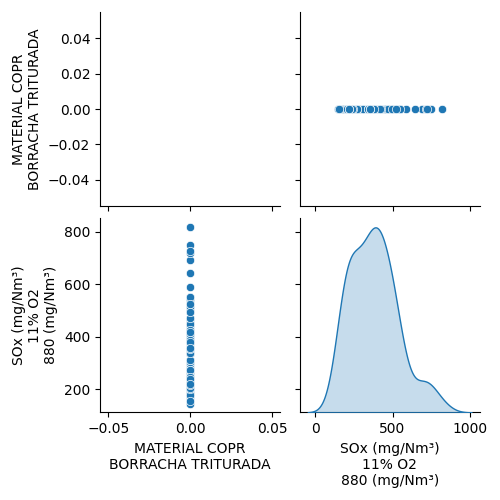 MATERIAL COPR
BORRACHA TRITURADA
0.04
0.02
0.00
−0.02
−0.04
SOx (mg/Nm³)
11% O2
880 (mg/Nm³)
800
600
400
200
−0.05
0.00
0.05
MATERIAL COPR
BORRACHA TRITURADA
0
500
1000
SOx (mg/Nm³)
11% O2
880 (mg/Nm³)